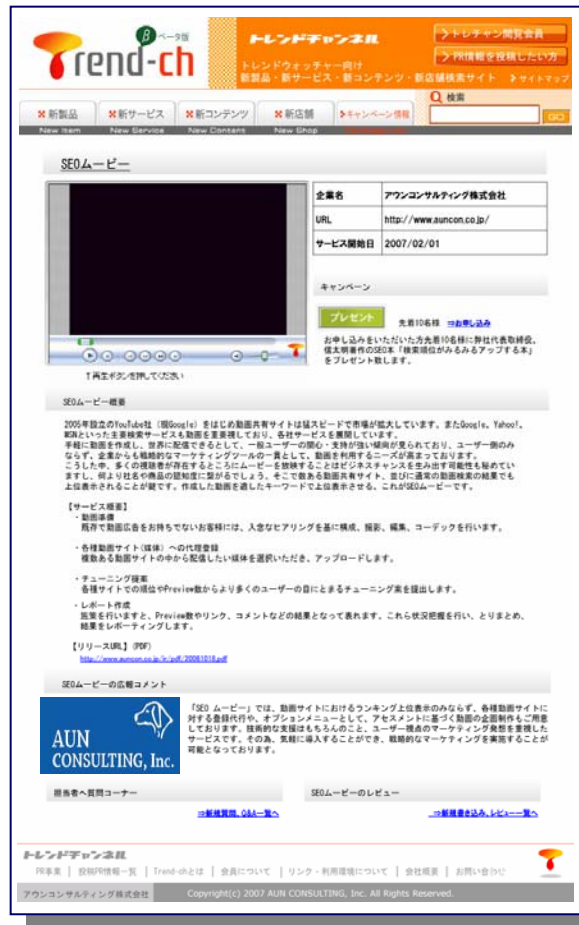 β ベータ版
Trend-ch
トレンドチャンネル
トレンドウォッチャー向け
新製品・新サービス・新コンテンツ・新店舗検索サイト
トレチャン閲覧会員
PR情報を投稿したい方
サイトマップ
検索
GO
新製品
新サービス
新コンテンツ
新店舗
キャンペーン情報
New Item
New Service
New Contens
New Shop
SEOムービー
企業名 アウンコンサルティング株式会社
URL http://www.auncon.co.jp/
サービス開始日 2007/02/01
キャンペーン
プレゼント 先着10名様 ⇒お申し込み
お申し込みをいただいた方先着10名様に弊社代表取締役、
信太明著作のSEO本「検索順位がみるみるアップする本」
をプレゼント致します。
↑再生ボタンを押してください
SEOムービー概要
2005年設立のYouTube社(現Google)をはじめ動画共有サイトは猛スピードで市場が拡大しています。またGoogle、Yahoo!、
MSNといった主要検索サービスも動画を重要視しており、各社サービスを展開しています。
手軽に動画を作成し、世界に配信できるとして、一般ユーザーの関心・支持が強い傾向が見られており、ユーザー側のみ
ならず、企業からも戦略的なマーケティングツールの一貫として、動画を利用するニーズが高まっております。
こうした中、多くの視聴者が存在するところにムービーを放映することはビジネスチャンスを生み出す可能性も秘めてい
ますし、何より社名や商品の認知度に繋がるでしょう。そこで数ある動画共有サイト、並びに通常の動画検索の結果でも
上位表示されることが鍵です。作成した動画を適したキーワードで上位表示させる、これがSEOムービーです。
【サービス概要】
・動画準備
既存で動画広告をお持ちでないお客様には、入念なヒアリングを基に構成、撮影、編集、コーデックを行います。
・各種動画サイト(媒体)への代理登録
複数ある動画サイトの中から配信したい媒体を選択いただき、アップロードします。
・チューニング提案
各種サイトでの順位やPreview数からより多くのユーザーの目にとまるチューニング案を提出します。
・レポート作成
施策を行いますと、Preview数やリンク、コメントなどの結果となって表れます。これら状況把握を行い、とりまとめ、
結果をレポーティングします。
【リリースURL】(PDF)
http://www.auncon.co.jp/ir/pdf/20061018.pdf
SEOムービーの広報コメント
AUN
CONSULTING, Inc.
「SEO ムービー」では、動画サイトにおけるランキング上位表示のみならず、各種動画サイトに
対する登録代行や、オプションメニューとして、アセスメントに基づく動画の企画制作もご用意
しております。技術的な支援はもちろんのこと、ユーザー視点のマーケティング発想を重視した
サービスです。その為、気軽に導入することができ、戦略的なマーケティングを実施することが
可能となっております。
担当者へ質問コーナー
⇒新規質問、Q&A一覧へ
SEOムービーのレビュー
⇒新規書き込み、レビュー一覧へ
トレンドチャンネル
PR事業 | 投稿PR情報一覧 | Trend-chとは | 会員について | リンク・利用環境について | 会社概要 | お問い合わせ
アウンコンサルティング株式会社 Copyright(c) 2007 AUN CONSULTING, Inc. All Rights Reserved.